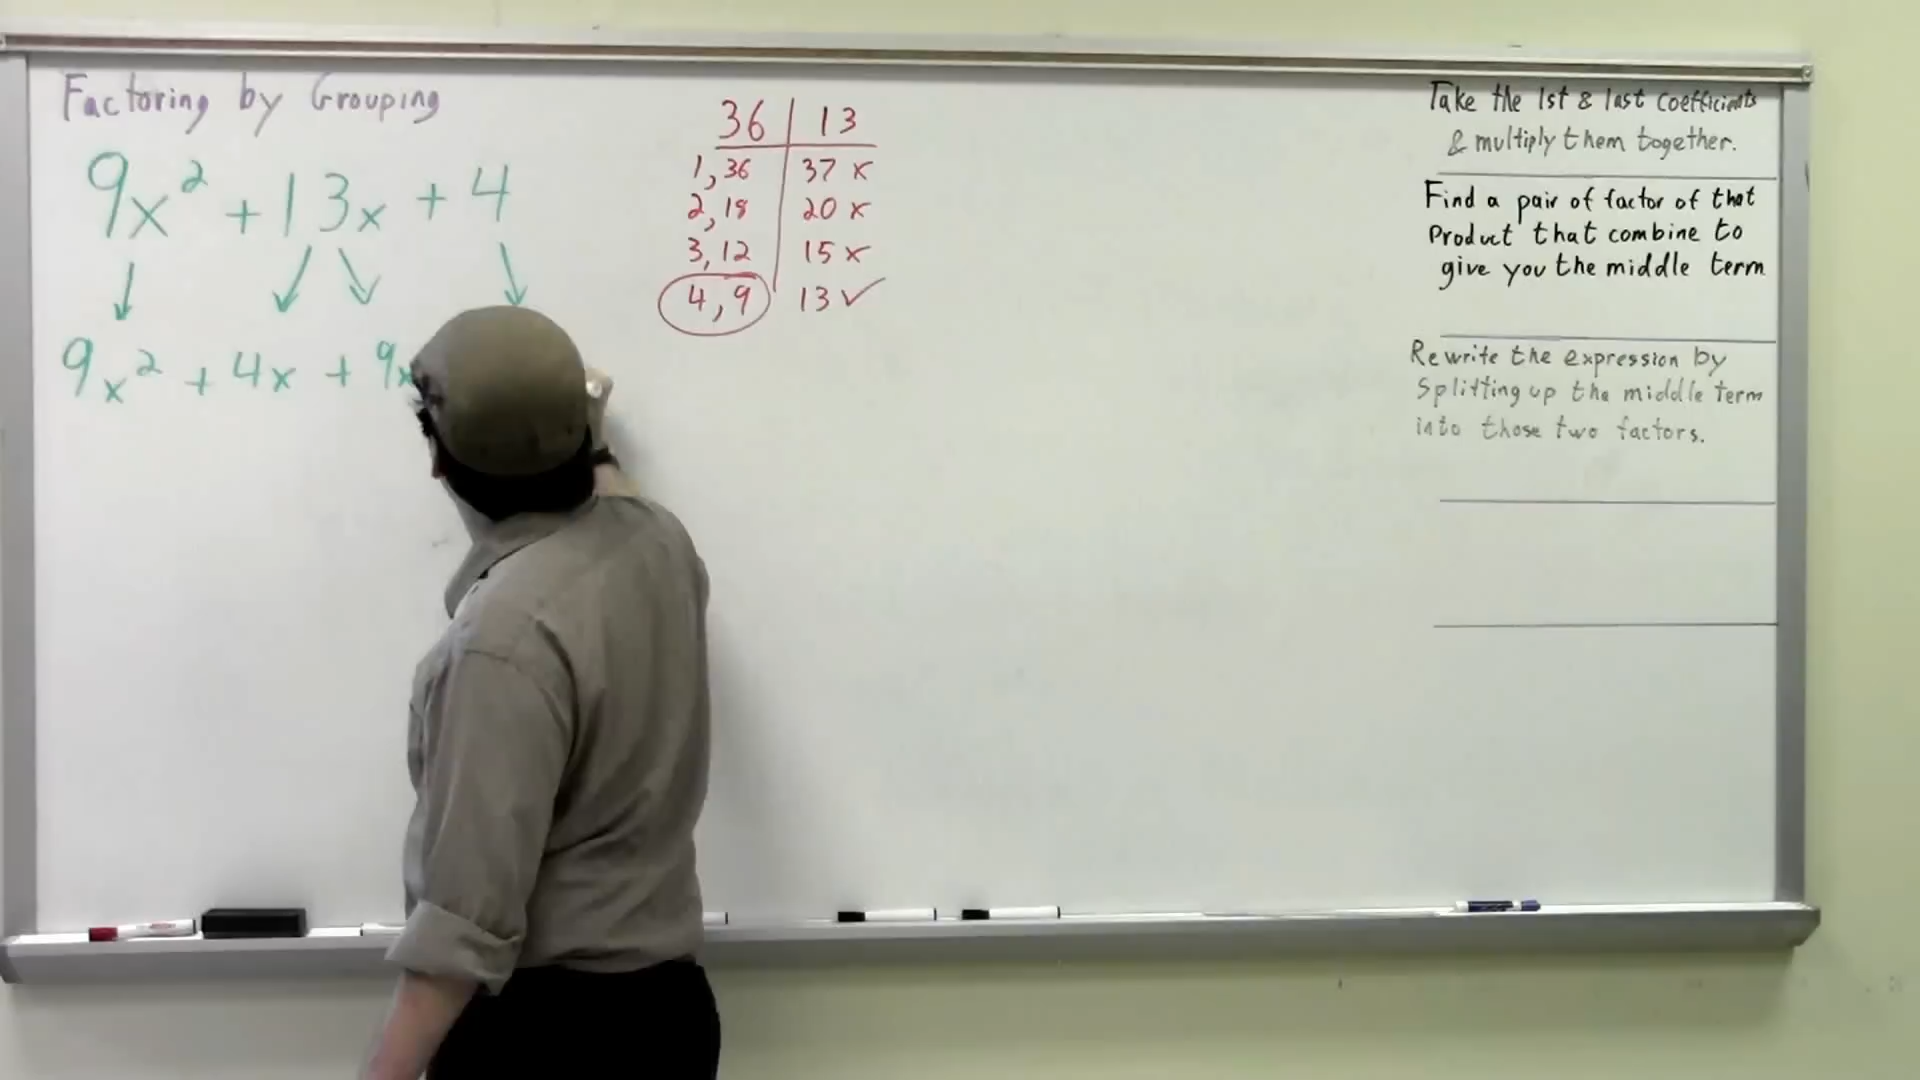 Factoring by Grouping
9x² + 13x + 4
9x² + 4x + 9x
36 | 13
1, 36 | 37 x
2, 18 | 20 x
3, 12 | 15 x
4, 9 | 13 ✓
Take the 1st & last coefficients
& multiply them together.
Find a pair of factor of that
Product that combine to
give you the middle term
Rewrite the expression by
Splitting up the middle term
into those two factors.